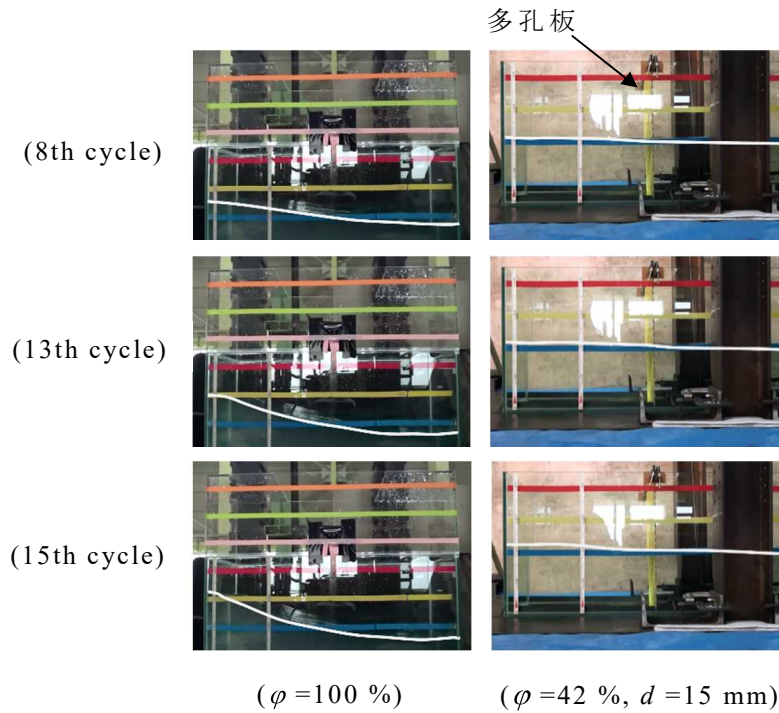 多孔板
(8th cycle)
(13th cycle)
(15th cycle)
(φ =100 %)
(φ =42 %, d =15 mm)